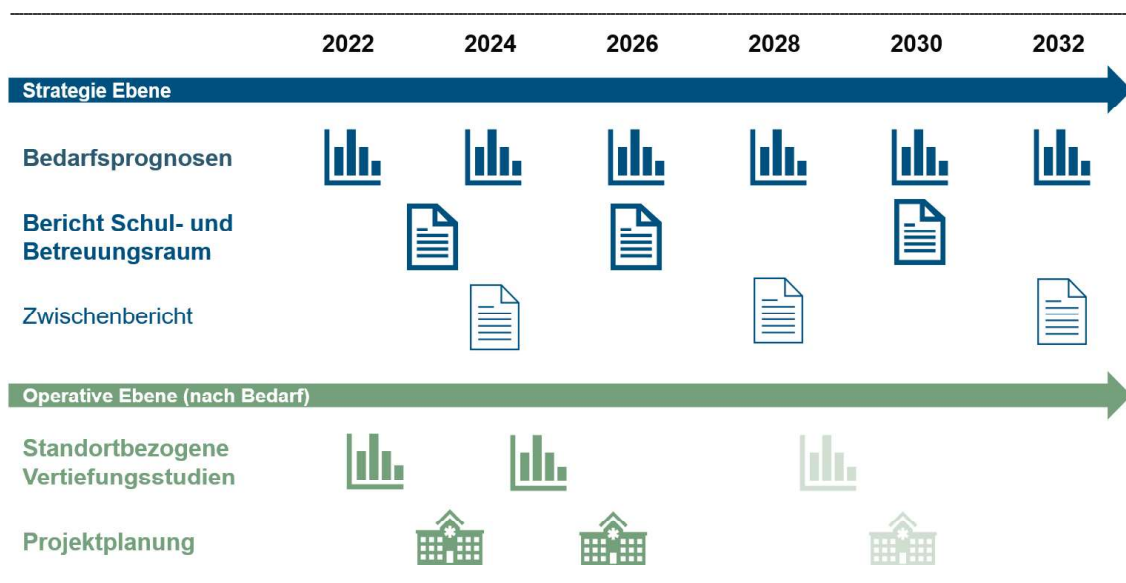 2022 2024 2026 2028 2030 2032
Strategie Ebene
Bedarfsprognosen
Bericht Schul- und
Betreuungsraum
Zwischenbericht
Operative Ebene (nach Bedarf)
Standortbezogene
Vertiefungsstudien
Projektplanung